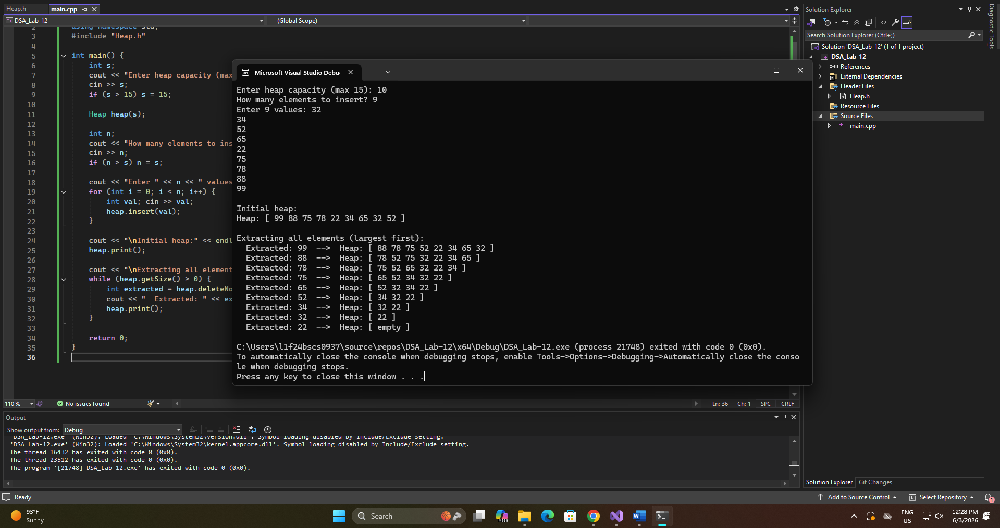 Heap.h
main.cpp
DSA_Lab-12
(Global Scope)
2 using namespace std;
3 #include "Heap.h"
4
5 int main() {
6 int s;
7 cout << "Enter heap capacity (max
8 cin >> s;
9 if (s > 15) s = 15;
10
11 Heap heap(s);
12
13 int n;
14 cout << "How many elements to ins
15 cin >> n;
16 if (n > s) n = s;
17
18 cout << "Enter " << n << " values
19 for (int i = 0; i < n; i++) {
20 int val; cin >> val;
21 heap.insert(val);
22 }
23
24 cout << "\nInitial heap:" << endl
25 heap.print();
26
27 cout << "\nExtracting all element
28 while (heap.getSize() > 0) {
29 int extracted = heap.deleteNo
30 cout << "  Extracted: " << ex
31 heap.print();
32 }
33
34 return 0;
35 }
36
Microsoft Visual Studio Debug
Enter heap capacity (max 15): 10
How many elements to insert? 9
Enter 9 values: 32
34
52
65
22
75
78
88
99
Initial heap:
Heap: [ 99 88 75 78 22 34 65 32 52 ]
Extracting all elements (largest first):
Extracted: 99  -->  Heap: [ 88 78 75 52 22 34 65 32 ]
Extracted: 88  -->  Heap: [ 78 52 75 32 22 34 65 ]
Extracted: 78  -->  Heap: [ 75 52 65 32 22 34 ]
Extracted: 75  -->  Heap: [ 65 52 34 32 22 ]
Extracted: 65  -->  Heap: [ 52 32 34 22 ]
Extracted: 52  -->  Heap: [ 34 32 22 ]
Extracted: 34  -->  Heap: [ 32 22 ]
Extracted: 32  -->  Heap: [ 22 ]
Extracted: 22  -->  Heap: [ empty ]
C:\Users\l1f24bscs0937\source\repos\DSA_Lab-12\x64\Debug\DSA_Lab-12.exe (process 21748) exited with code 0 (0x0).
To automatically close the console when debugging stops, enable Tools->Options->Debugging->Automatically close the conso
le when debugging stops.
Press any key to close this window . . .
110 %
No issues found
Ln: 36
Ch: 1
SPC
CRLF
Output
Show output from: Debug
'DSA_Lab-12.exe' (Win32): Loaded 'C:\Windows\System32\version.dll'. Symbol loading disabled by Include/Exclude setting.
'DSA_Lab-12.exe' (Win32): Loaded 'C:\Windows\System32\kernel.appcore.dll'. Symbol loading disabled by Include/Exclude setting.
The thread 16432 has exited with code 0 (0x0).
The thread 23512 has exited with code 0 (0x0).
The program '[21748] DSA_Lab-12.exe' has exited with code 0 (0x0).
Solution Explorer
Search Solution Explorer (Ctrl+;)
Solution 'DSA_Lab-12' (1 of 1 project)
DSA_Lab-12
References
External Dependencies
Header Files
Heap.h
Resource Files
Source Files
main.cpp
Solution Explorer
Git Changes
Diagnostic Tools
Ready
Add to Source Control
Select Repository
1
93°F
Sunny
Search
M365
ENG
US
12:28 PM
6/3/2026